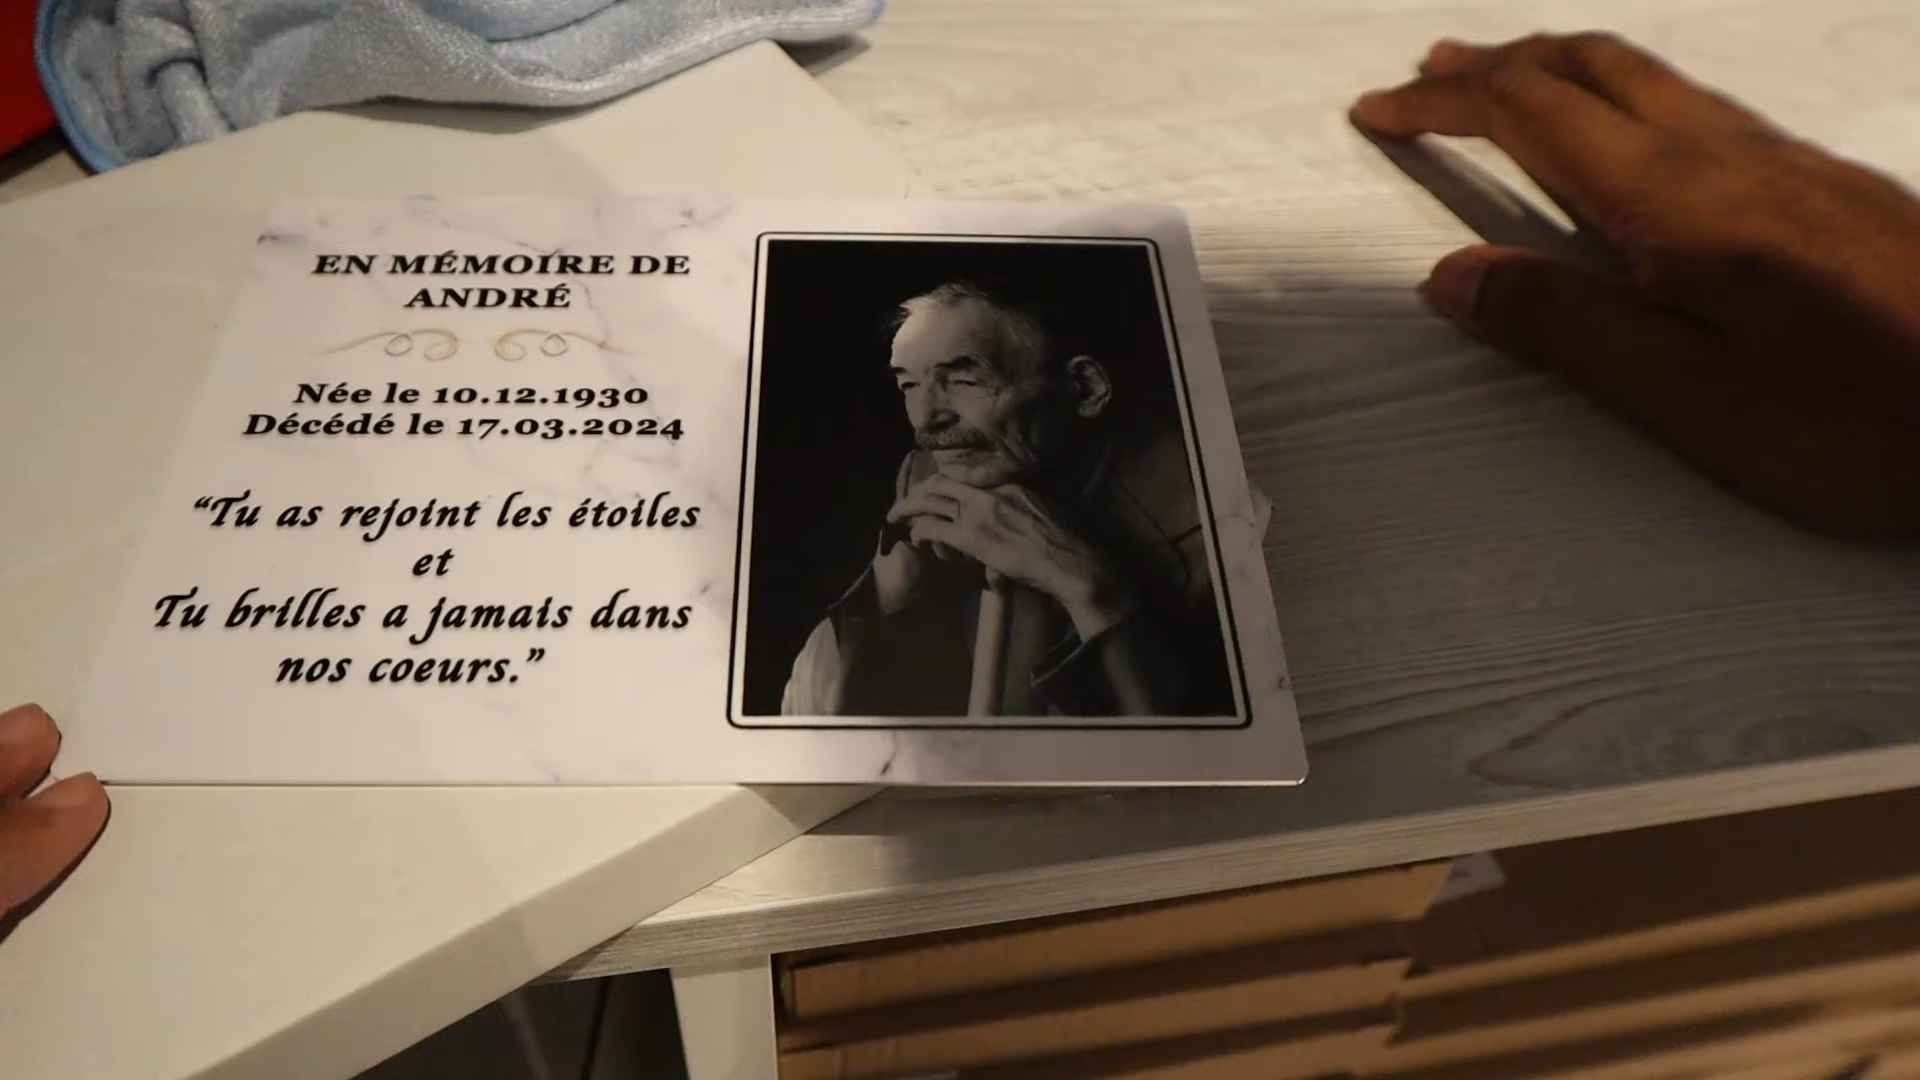 EN MÉMOIRE DE
ANDRÉ
Née le 10.12.1930
Décédé le 17.03.2024
“Tu as rejoint les étoiles
et
Tu brilles a jamais dans
nos coeurs.”